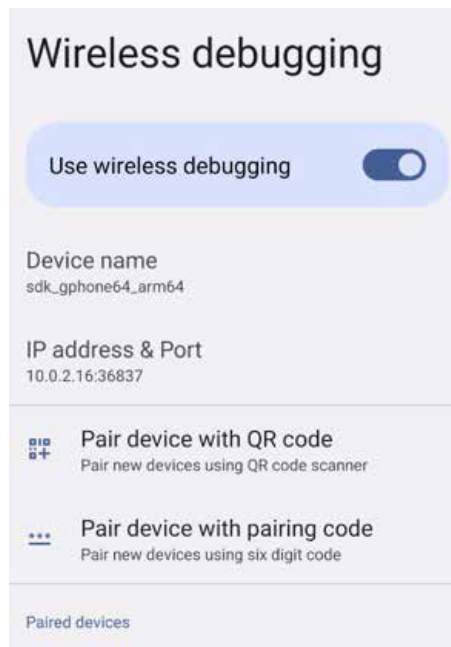 Wireless debugging
Use wireless debugging
Device name
sdk_gphone64_arm64
IP address & Port
10.0.2.16:36837
Pair device with QR code
Pair new devices using QR code scanner
Pair device with pairing code
Pair new devices using six digit code
Paired devices